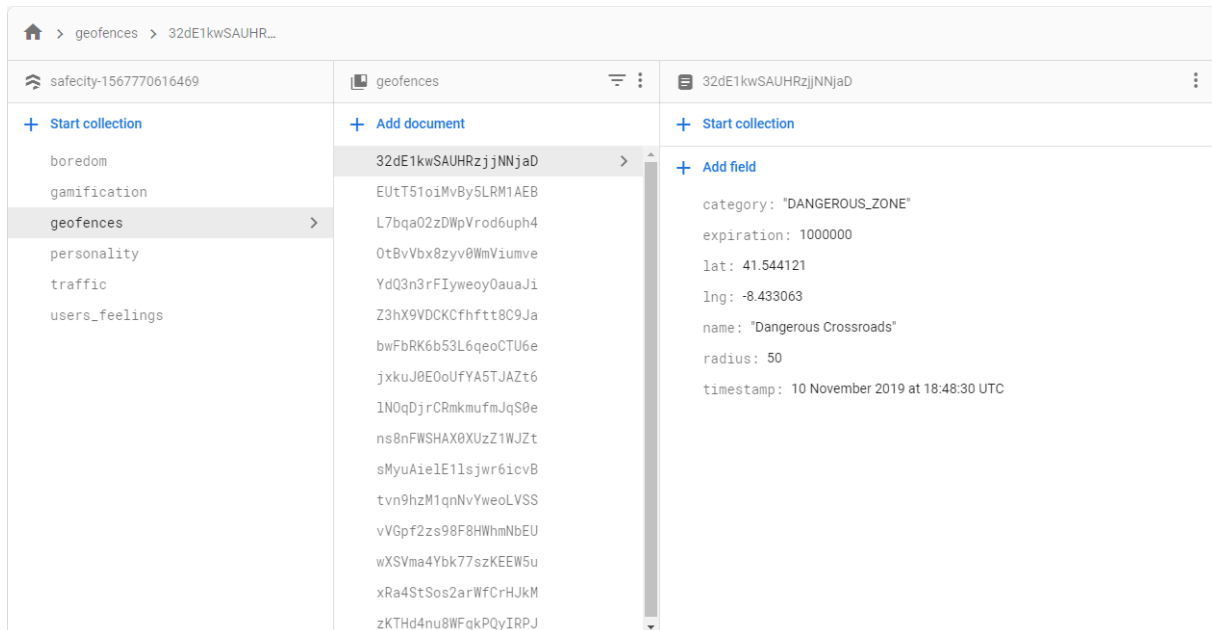 geofences > 32dE1kwSAUHR...
safecity-1567770616469
Start collection
boredom
gamification
geofences
personality
traffic
users_feelings
geofences
Add document
32dE1kwSAUHRzjjNNjaD
EUtT51oiMvBy5LRM1AEB
L7bqaO2zDWpVrod6uph4
OtBvVbx8zyv0WmViumve
YdQ3n3rFIyweoyOauaJi
Z3hX9VDCKCfhftt8C9Ja
bwFbRK6b53L6qeoCTU6e
jxkuJ0EOoUfYA5TJAZt6
lNOqDjrCRmkmufmJqS0e
ns8nFWSHAX0XUzZ1WJZt
sMyuAielE1lsjwr6icvB
tvn9hzM1qnNvYweoLVSS
vVGpf2zs98F8HWhmNbEU
wXSVma4Ybk77szKEEW5u
xRa4StSos2arWfCrHJkM
zKTHd4nu8WFqkPQyIRPJ
32dE1kwSAUHRzjjNNjaD
Start collection
Add field
category: "DANGEROUS_ZONE"
expiration: 1000000
lat: 41.544121
lng: -8.433063
name: "Dangerous Crossroads"
radius: 50
timestamp: 10 November 2019 at 18:48:30 UTC